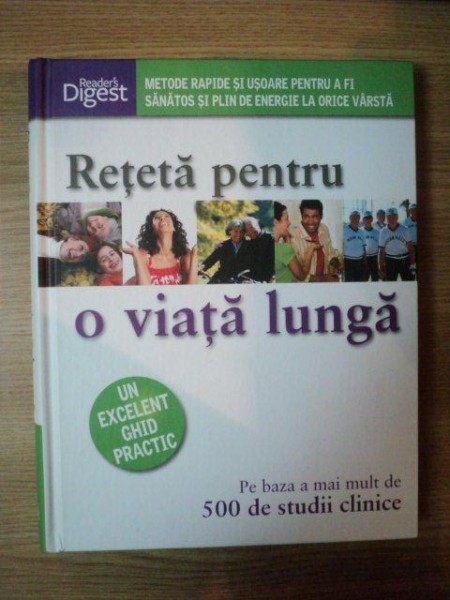 Reader's
Digest
METODE RAPIDE ȘI UȘOARE PENTRU A FI
SĂNĂTOS ȘI PLIN DE ENERGIE LA ORICE VÂRSTĂ
Rețetă pentru
o viață lungă
UN
EXCELENT
GHID
PRACTIC
Pe baza a mai mult de
500 de studii clinice